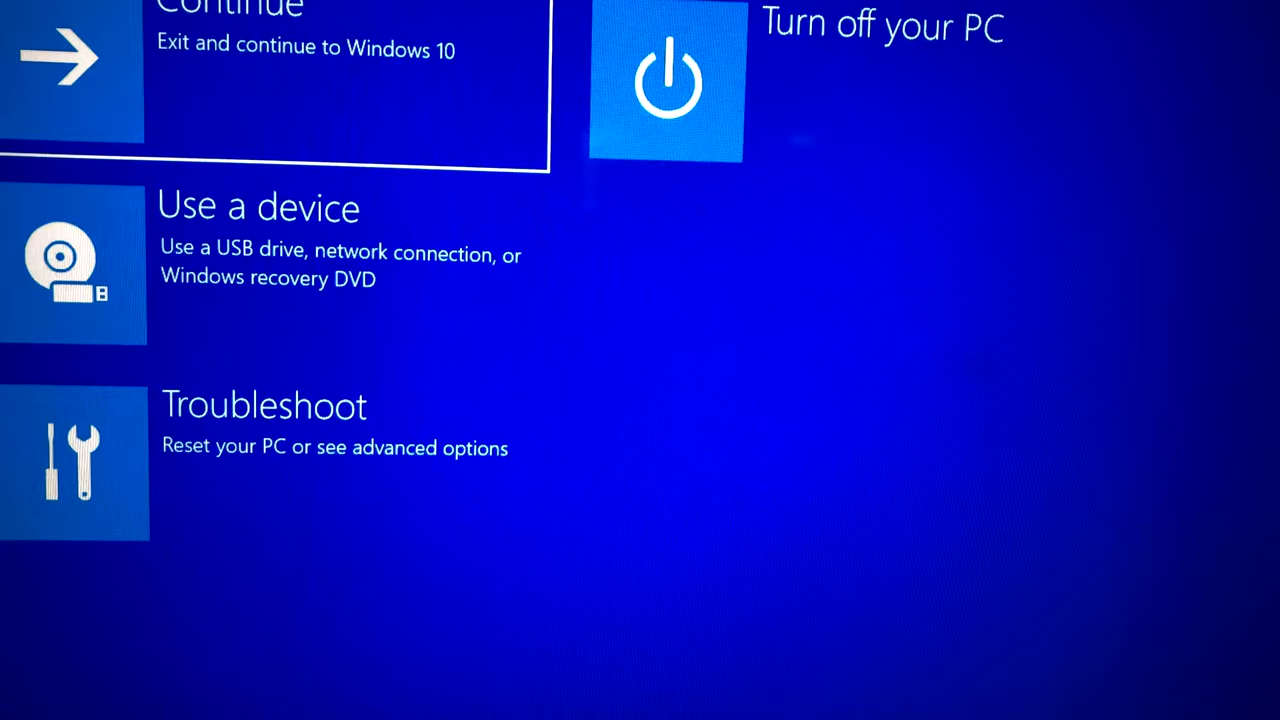 Continue
Exit and continue to Windows 10
Turn off your PC
Use a device
Use a USB drive, network connection, or
Windows recovery DVD
Troubleshoot
Reset your PC or see advanced options